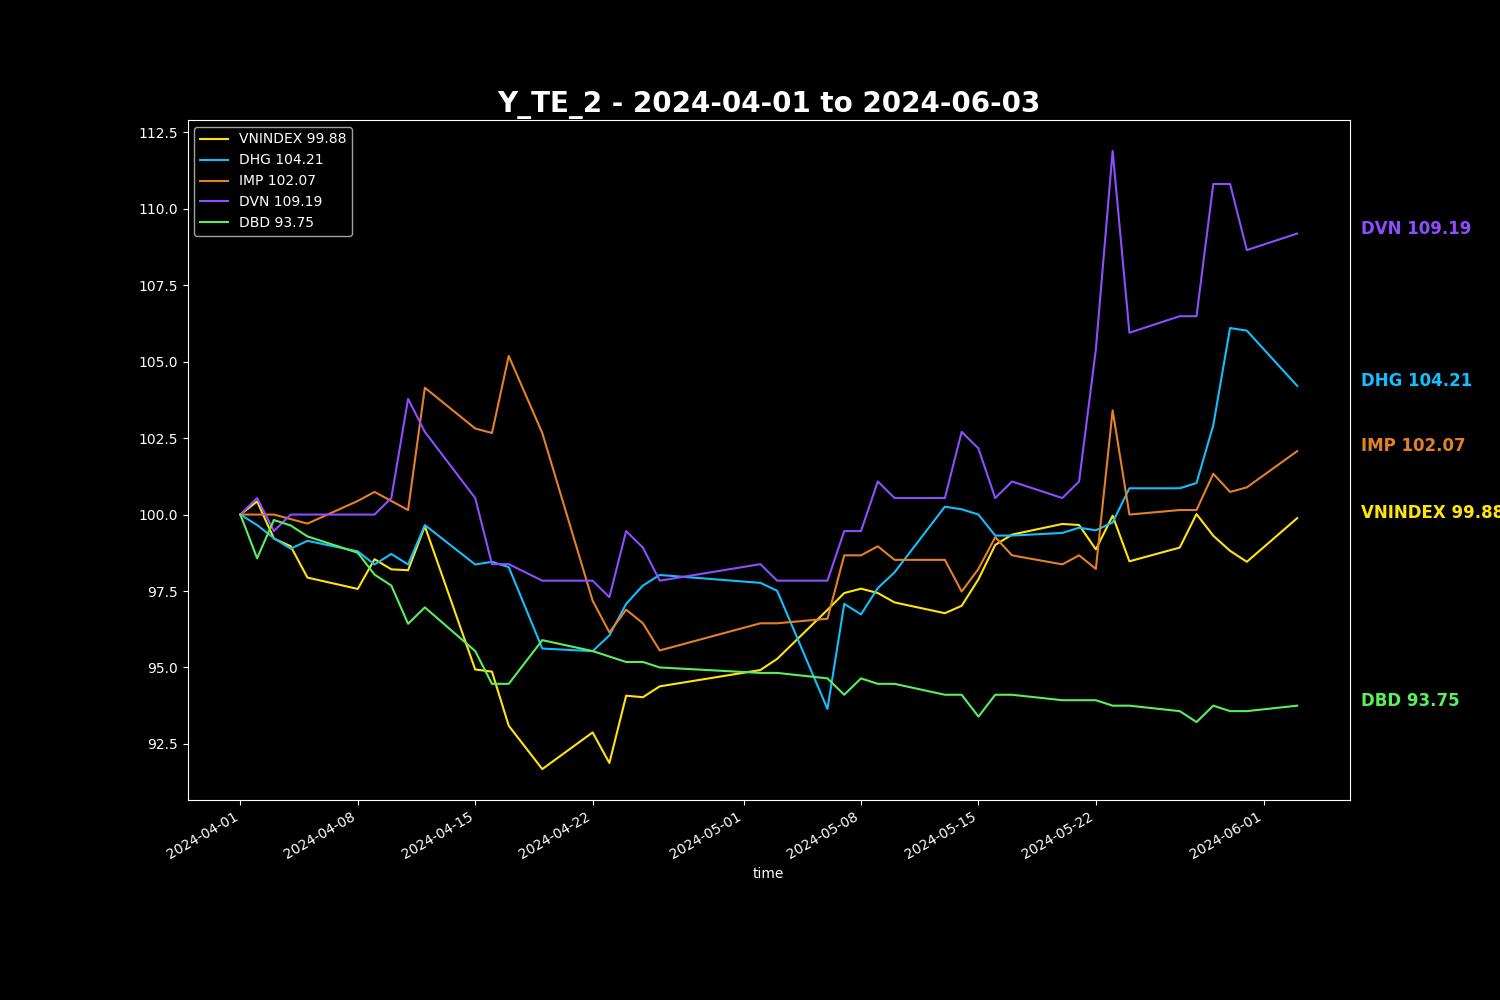 Y_TE_2 - 2024-04-01 to 2024-06-03
112.5
110.0
107.5
105.0
102.5
100.0
97.5
95.0
92.5
VNINDEX 99.88
DHG 104.21
IMP 102.07
DVN 109.19
DBD 93.75
DVN 109.19
DHG 104.21
IMP 102.07
VNINDEX 99.88
DBD 93.75
2024-04-01
2024-04-08
2024-04-15
2024-04-22
2024-05-01
2024-05-08
2024-05-15
2024-05-22
2024-06-01
time